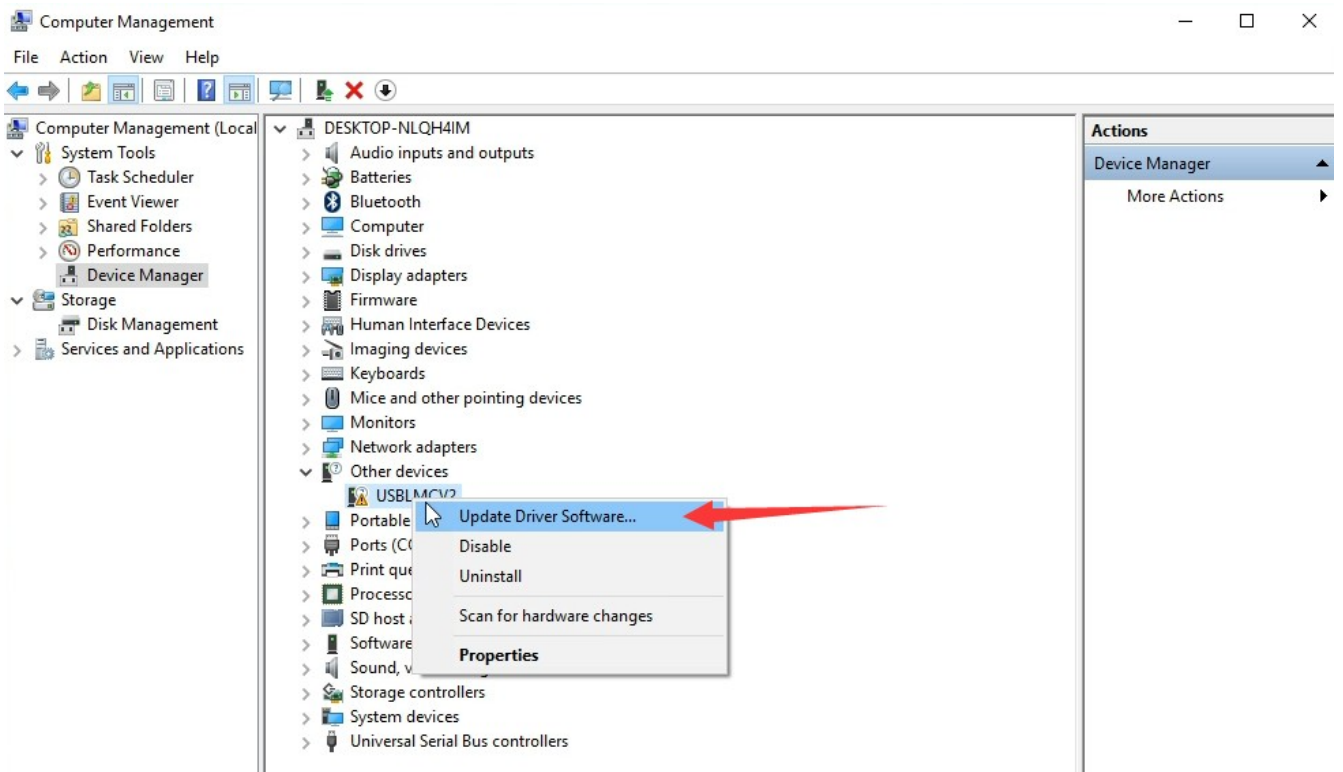 Computer Management
File Action View Help
Computer Management (Local
System Tools
Task Scheduler
Event Viewer
Shared Folders
Performance
Device Manager
Storage
Disk Management
Services and Applications
DESKTOP-NLQH4IM
Audio inputs and outputs
Batteries
Bluetooth
Computer
Disk drives
Display adapters
Firmware
Human Interface Devices
Imaging devices
Keyboards
Mice and other pointing devices
Monitors
Network adapters
Other devices
USBLMCV2
Portable
Ports (CO
Print que
Processo
SD host
Software
Sound, v
Storage controllers
System devices
Universal Serial Bus controllers
Update Driver Software...
Disable
Uninstall
Scan for hardware changes
Properties
Actions
Device Manager
More Actions